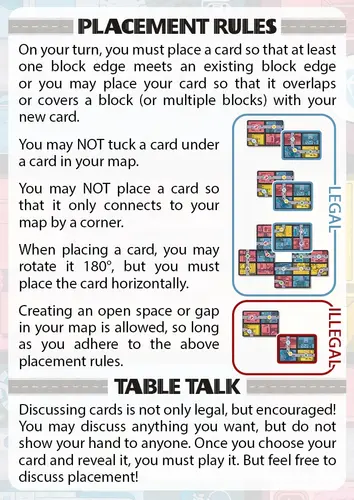 PLACEMENT RULES
On your turn, you must place a card so that at least
one block edge meets an existing block edge
or you may place your card so that it overlaps
or covers a block (or multiple blocks) with your
new card.
You may NOT tuck a card under
a card in your map.
You may NOT place a card so
that it only connects to your
map by a corner.
When placing a card, you may
rotate it 180°, but you must
place the card horizontally.
Creating an open space or gap
in your map is allowed, so long
as you adhere to the above
placement rules.
LEGAL
ILLEGAL
TABLE TALK
Discussing cards is not only legal, but encouraged!
You may discuss anything you want, but do not
show your hand to anyone. Once you choose your
card and reveal it, you must play it. But feel free to
discuss placement!